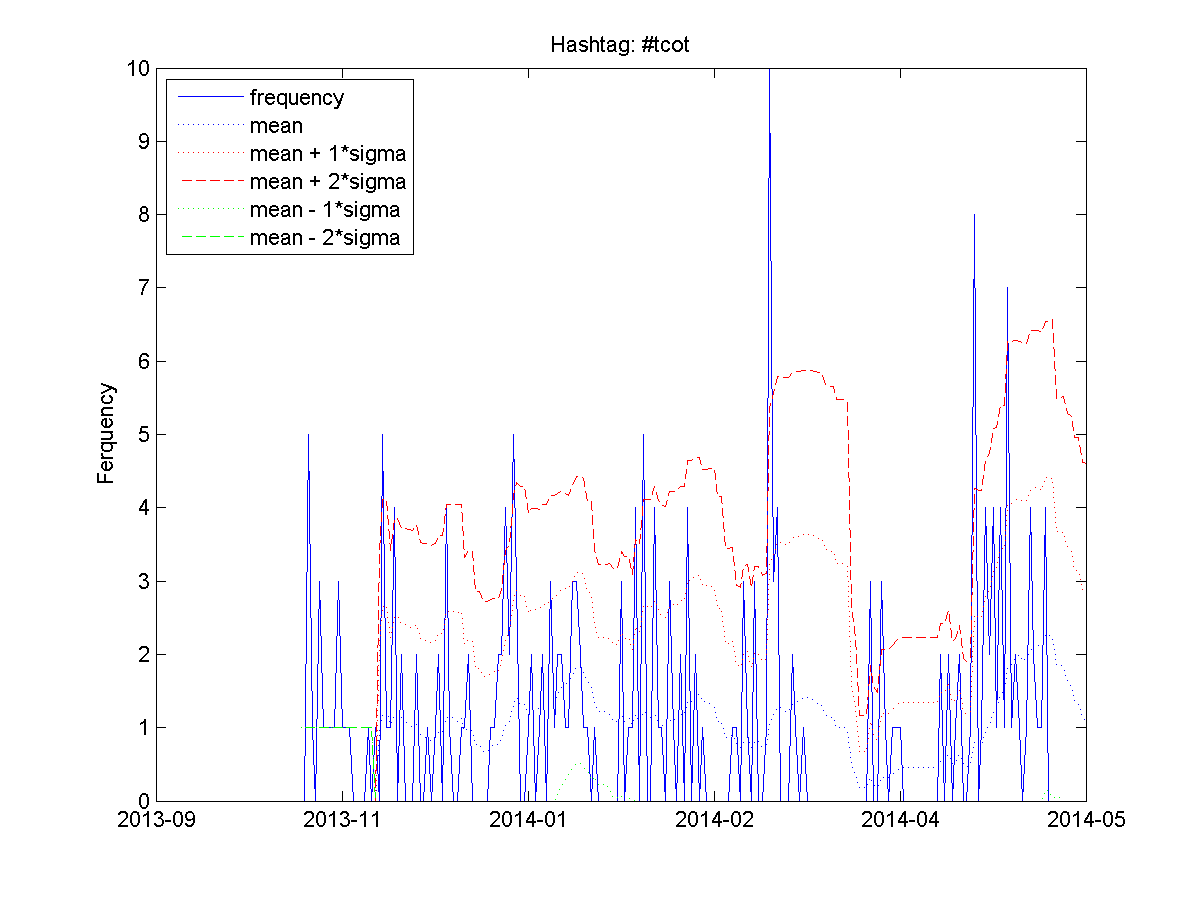 Hashtag: #tcot
10
9
8
7
6
5
4
3
2
1
0
Ferquency
frequency
mean
mean + 1*sigma
mean + 2*sigma
mean - 1*sigma
mean - 2*sigma
2013-09 2013-11 2014-01 2014-02 2014-04 2014-05